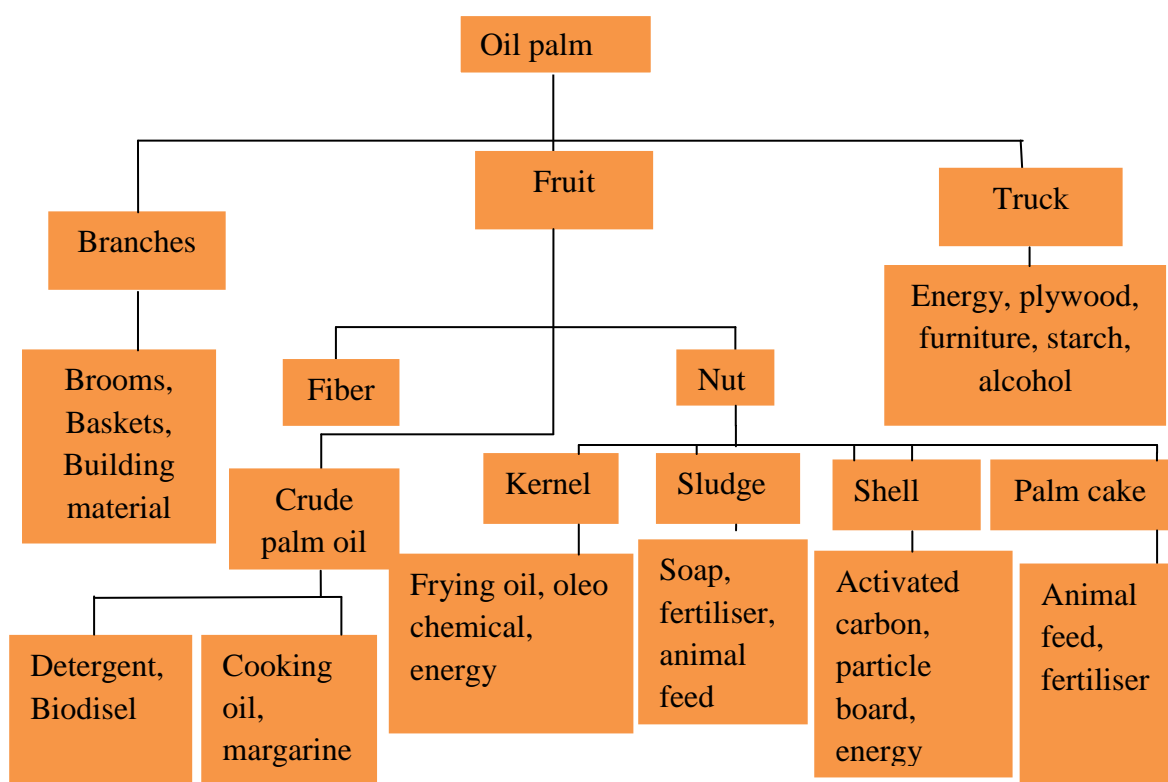 Oil palm
Fruit
Truck
Branches
Energy, plywood,
furniture, starch,
alcohol
Brooms,
Baskets,
Building
material
Fiber
Nut
Crude
palm oil
Kernel
Sludge
Shell
Palm cake
Frying oil, oleo
chemical,
energy
Soap,
fertiliser,
animal
feed
Activated
carbon,
particle
board,
energy
Animal
feed,
fertiliser
Detergent,
Biodisel
Cooking
oil,
margarine